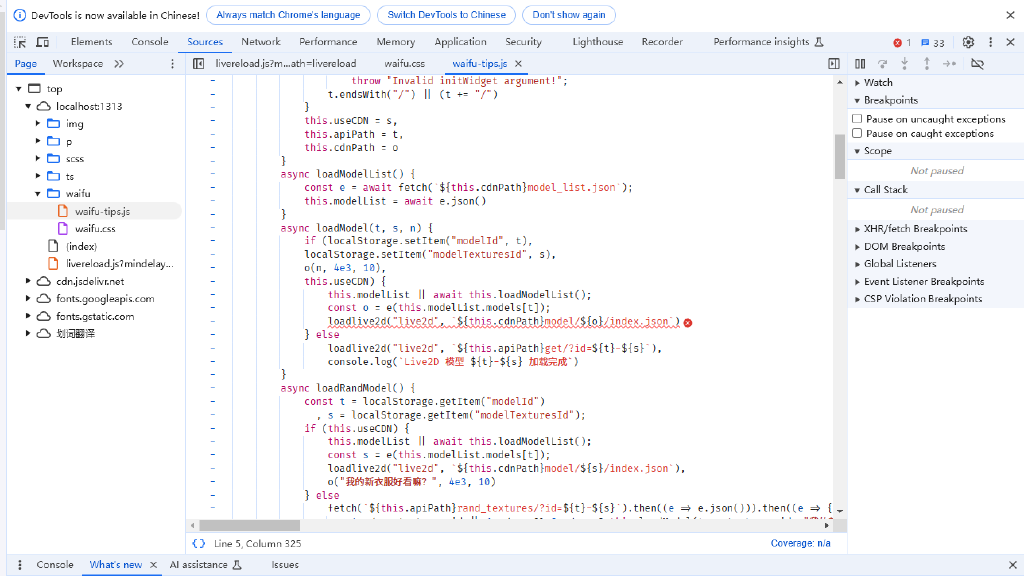 DevTools is now available in Chinese! Always match Chrome's language Switch DevTools to Chinese Don't show again
Elements Console Sources Network Performance Memory Application Security Lighthouse Recorder Performance insights 1 33
Page Workspace
livereload.js?m...ath=livereload waifu.css waifu-tips.js
top
localhost:1313
img
p
scss
ts
waifu
waifu-tips.js
waifu.css
(index)
livereload.js?mindelay...
cdn.jsdelivr.net
fonts.googleapis.com
fonts.gstatic.com
划词翻译
throw "Invalid initWidget argument!";
t.endsWith("/") || (t += "/")
}
this.useCDN = s,
this.apiPath = t,
this.cdnPath = o
}
async loadModelList() {
const e = await fetch(`${this.cdnPath}model_list.json`);
this.modelList = await e.json()
}
async loadModel(t, s, n) {
if (localStorage.setItem("modelId", t),
localStorage.setItem("modelTexturesId", s),
o(n, 4e3, 10),
this.useCDN) {
this.modelList || await this.loadModelList();
const o = e(this.modelList.models[t]);
loadlive2d("live2d", `${this.cdnPath}model/${o}/index.json`)
} else
loadlive2d("live2d", `${this.apiPath}get/?id=${t}-${s}`),
console.log(`Live2D 模型 ${t}-${s} 加载完成`)
}
async loadRandModel() {
const t = localStorage.getItem("modelId")
, s = localStorage.getItem("modelTexturesId");
if (this.useCDN) {
this.modelList || await this.loadModelList();
const s = e(this.modelList.models[t]);
loadlive2d("live2d", `${this.cdnPath}model/${s}/index.json`),
o("我的新衣服好看嘛？", 4e3, 10)
} else
fetch(`${this.apiPath}rand_textures/?id=${t}-${s}`).then((e => e.json())).then((e => {
Line 5, Column 325
Coverage: n/a
Watch
Breakpoints
Pause on uncaught exceptions
Pause on caught exceptions
Scope
Not paused
Call Stack
Not paused
XHR/fetch Breakpoints
DOM Breakpoints
Global Listeners
Event Listener Breakpoints
CSP Violation Breakpoints
Console What's new AI assistance Issues